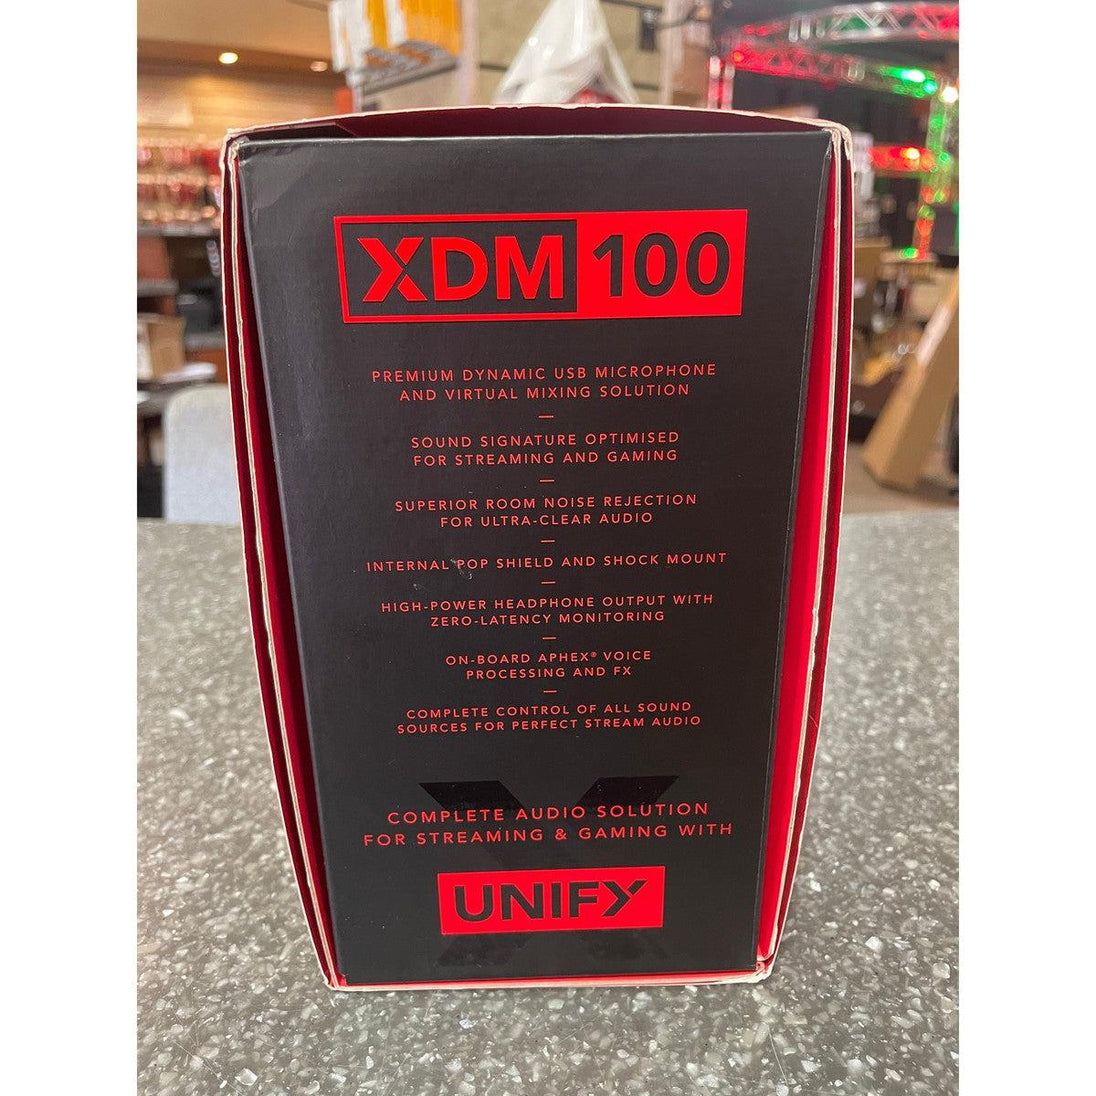 XDM 100
PREMIUM DYNAMIC USB MICROPHONE
AND VIRTUAL MIXING SOLUTION
—
SOUND SIGNATURE OPTIMISED
FOR STREAMING AND GAMING
—
SUPERIOR ROOM NOISE REJECTION
FOR ULTRA-CLEAR AUDIO
—
INTERNAL POP SHIELD AND SHOCK MOUNT
—
HIGH-POWER HEADPHONE OUTPUT WITH
ZERO-LATENCY MONITORING
—
ON-BOARD APHEX® VOICE
PROCESSING AND FX
—
COMPLETE CONTROL OF ALL SOUND
SOURCES FOR PERFECT STREAM AUDIO
COMPLETE AUDIO SOLUTION
FOR STREAMING & GAMING WITH
UNIFY